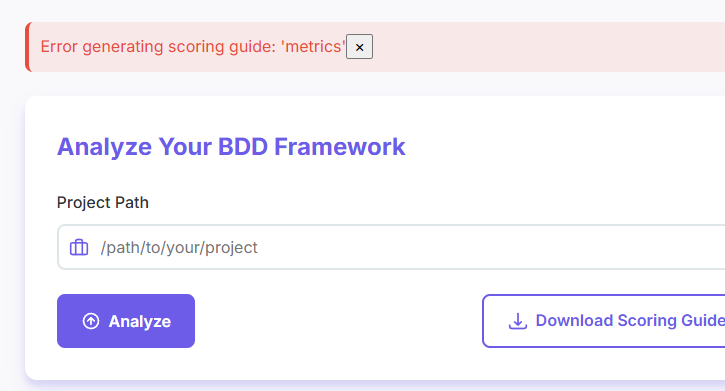 Error generating scoring guide: 'metrics' ×
Analyze Your BDD Framework
Project Path
/path/to/your/project
Analyze
Download Scoring Guide